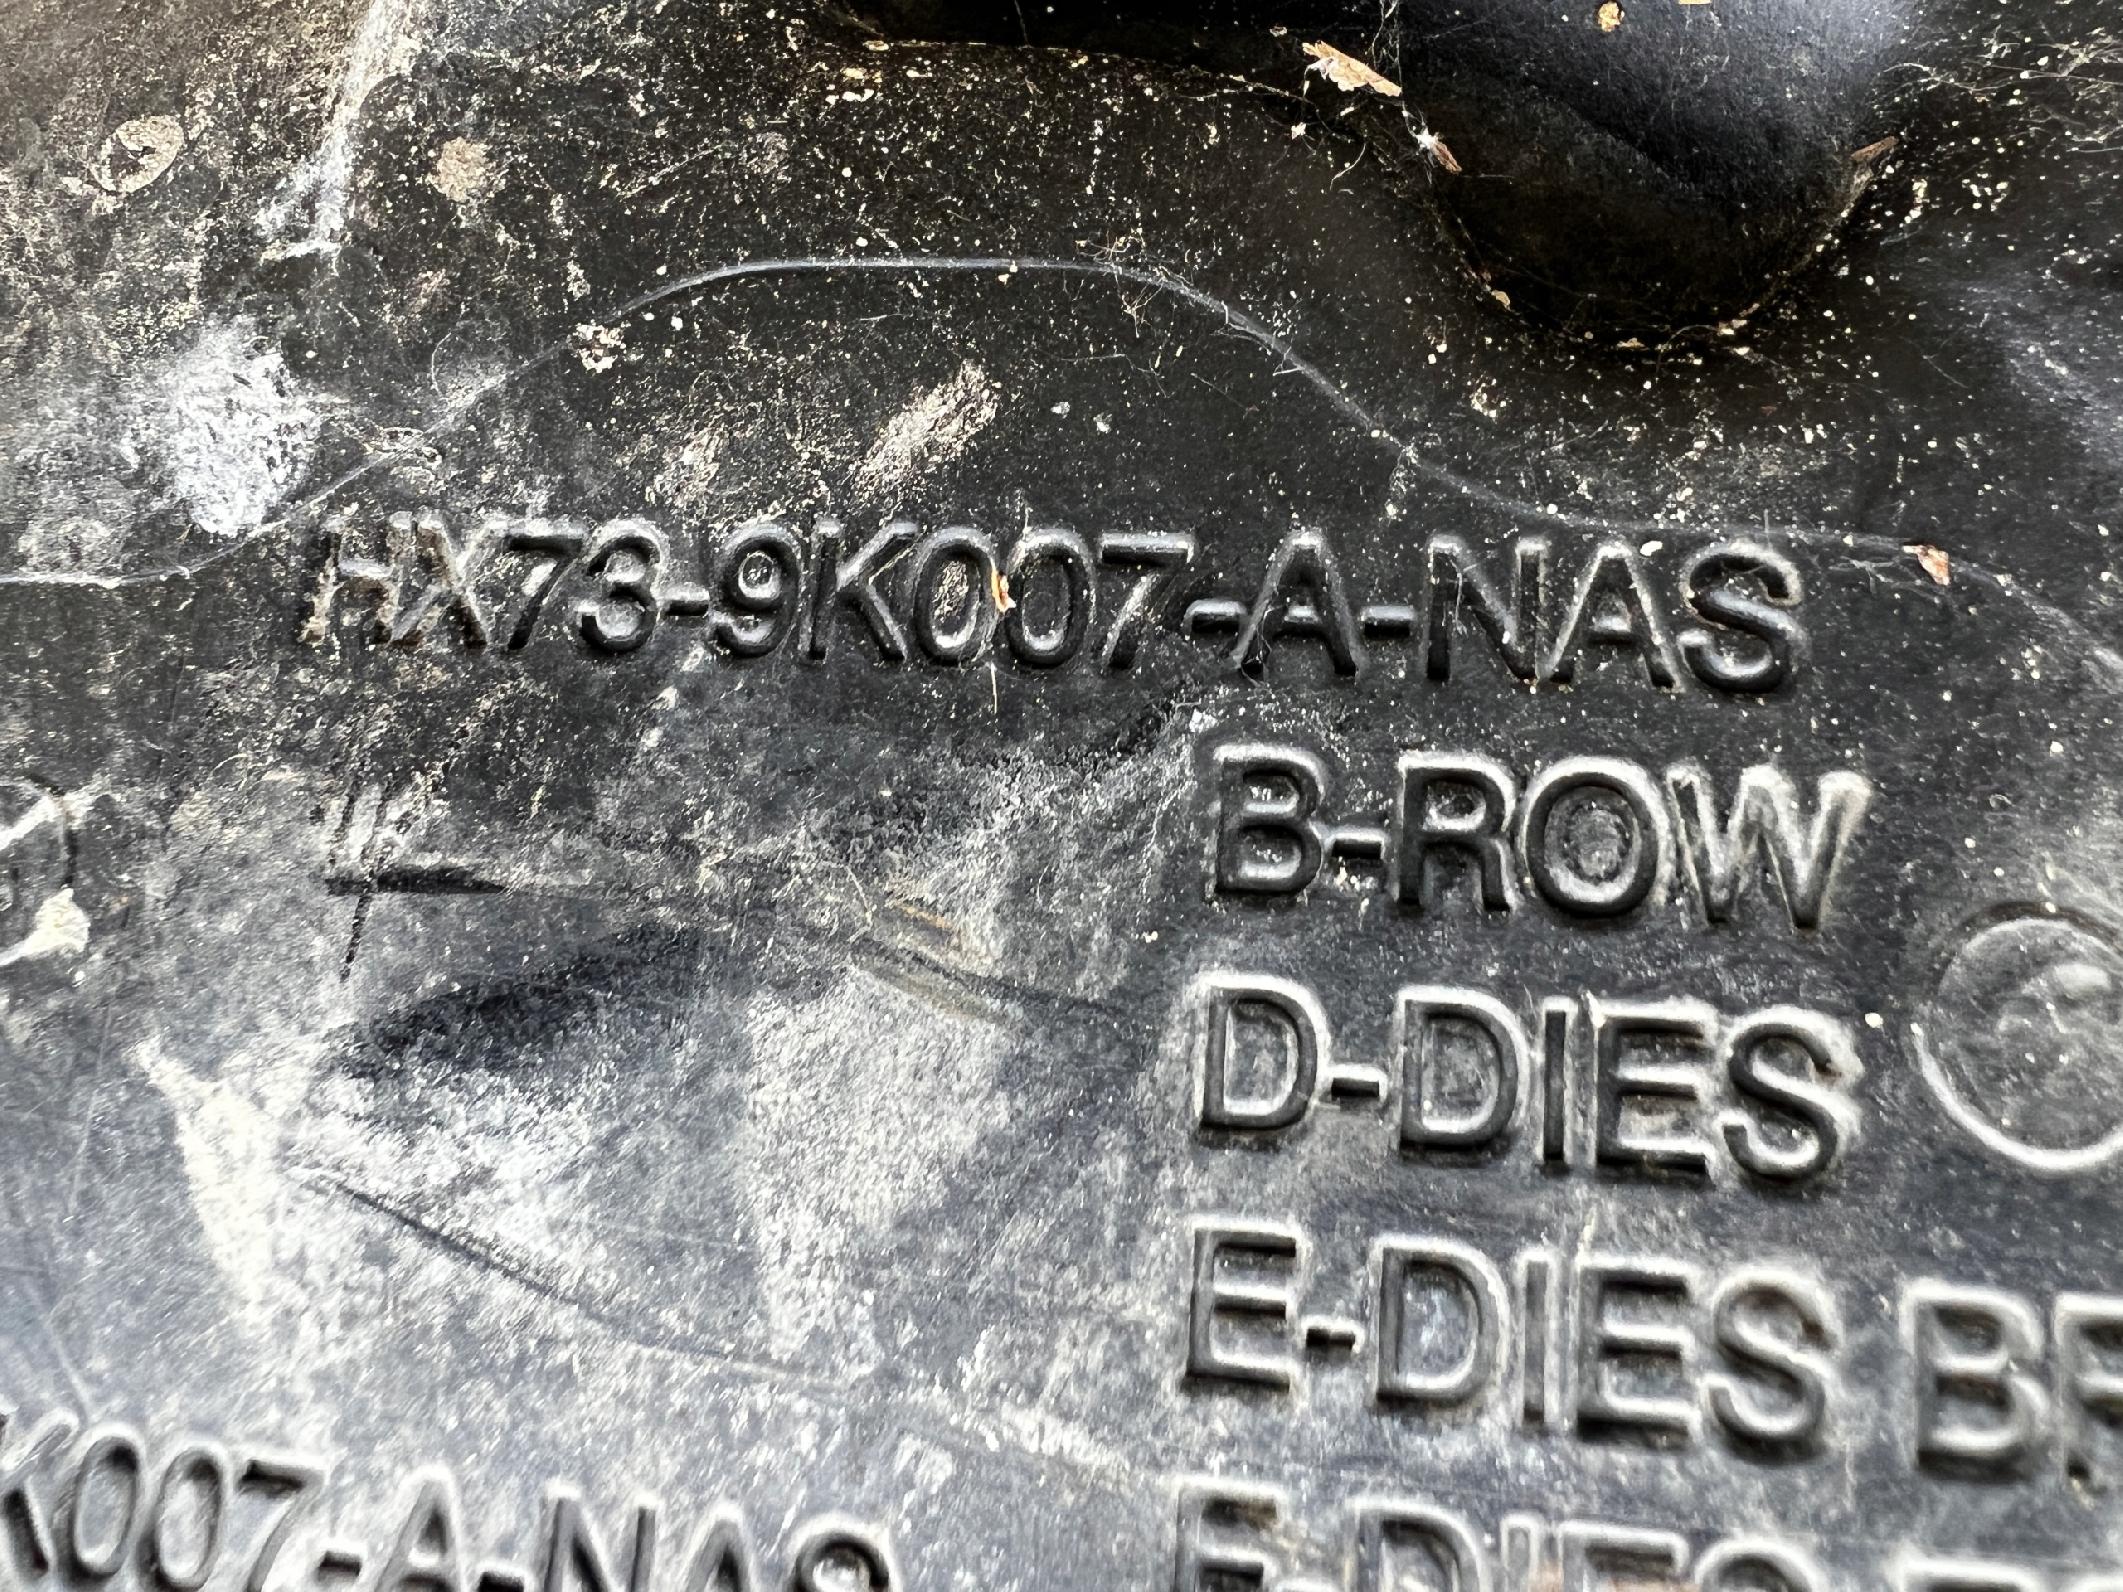 HX73-9K007-A-NAS
B-ROW
D-DIES
E-DIES
K007-A-NAS